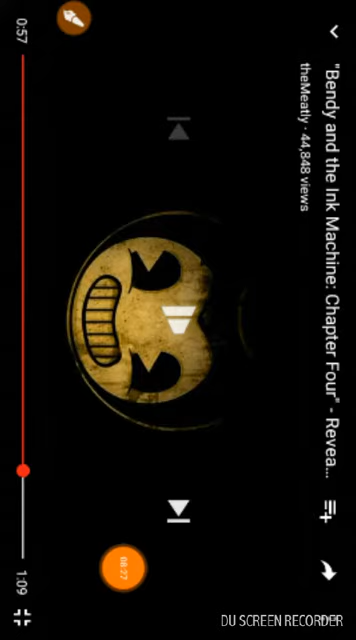 "Bendy and the Ink Machine: Chapter Four" - Revea...
theMeatly · 44,848 views
08:27
0:57
1:09
DU SCREEN RECORDER